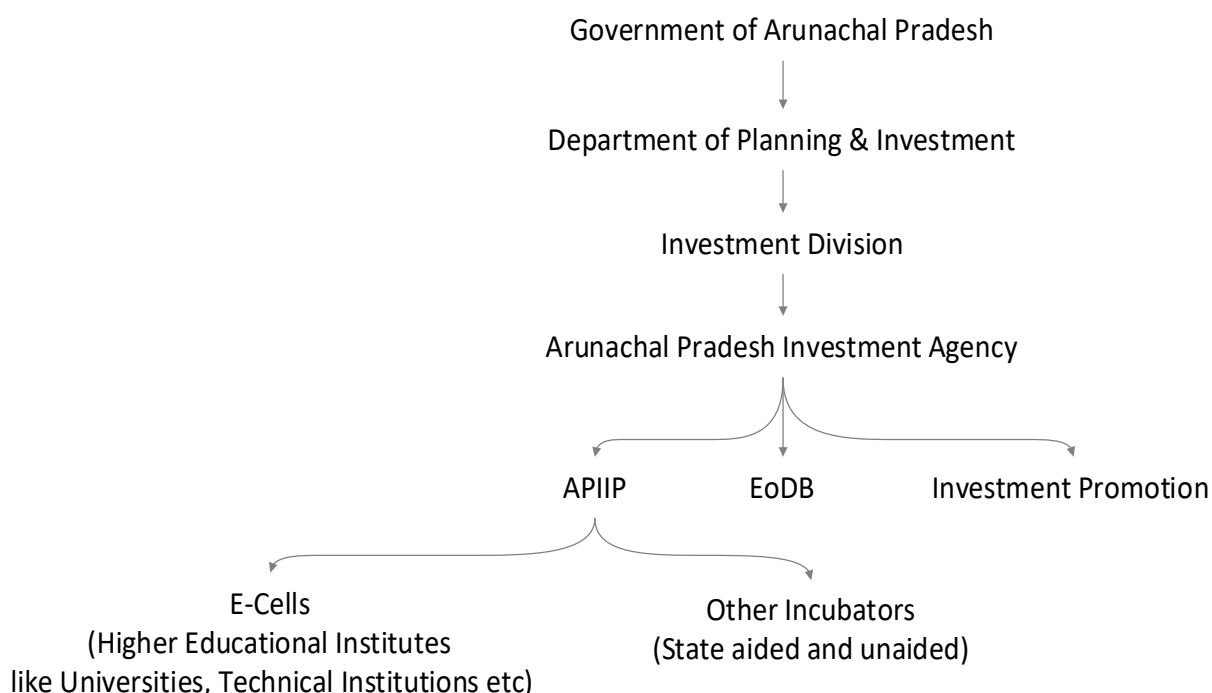 Government of Arunachal Pradesh
Department of Planning & Investment
Investment Division
Arunachal Pradesh Investment Agency
APIIP
EoDB
Investment Promotion
E-Cells
(Higher Educational Institutes
like Universities, Technical Institutions etc)
Other Incubators
(State aided and unaided)